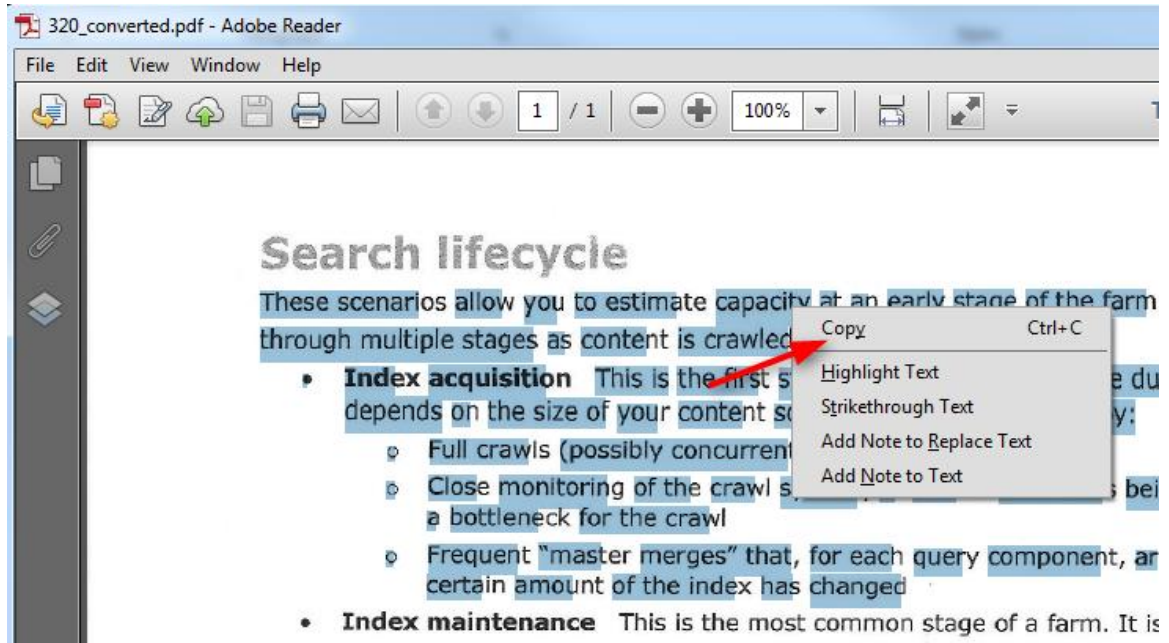 320_converted.pdf - Adobe Reader
File Edit View Window Help
1 / 1 100%
Search lifecycle
These scenarios allow you to estimate capacity at an early stage of the farm
through multiple stages as content is crawled
• Index acquisition This is the first s e du
depends on the size of your content so y:
o Full crawls (possibly concurrent
o Close monitoring of the crawl s s bei
a bottleneck for the crawl
o Frequent “master merges” that, for each query component, ar
certain amount of the index has changed
• Index maintenance This is the most common stage of a farm. It is
Copy Ctrl+C
Highlight Text
Strikethrough Text
Add Note to Replace Text
Add Note to Text